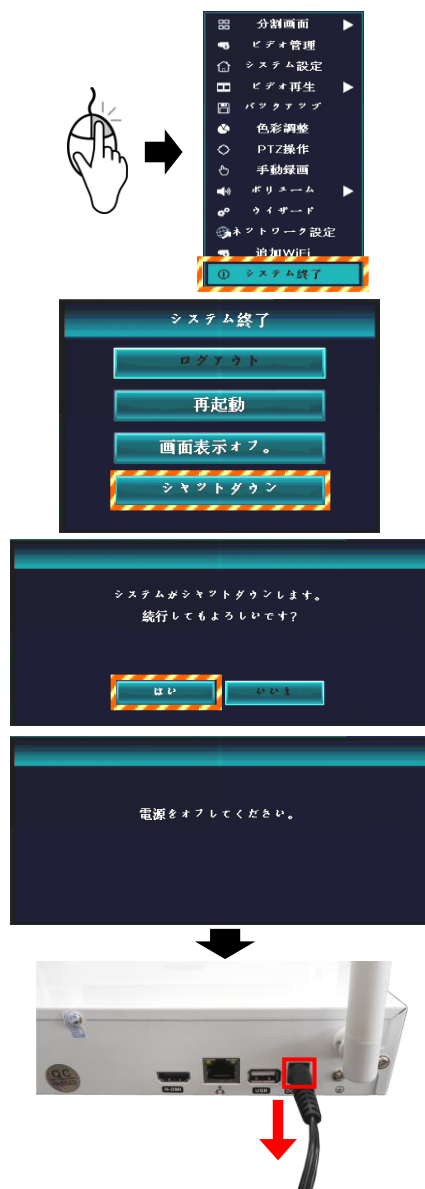 分割画面
ビデオ管理
システム設定
ビデオ再生
バックアップ
色彩調整
PTZ操作
手動録画
ボリューム
ウイザード
ネットワーク設定
追加WiFi
システム終了
システム終了
ログアウト
再起動
画面表示オフ。
シャットダウン
システムがシャットダウンします。
続行してもよろしいです?
はい
いいえ
電源をオフしてください。
Q.C.
PASSED
H-DMI
USB